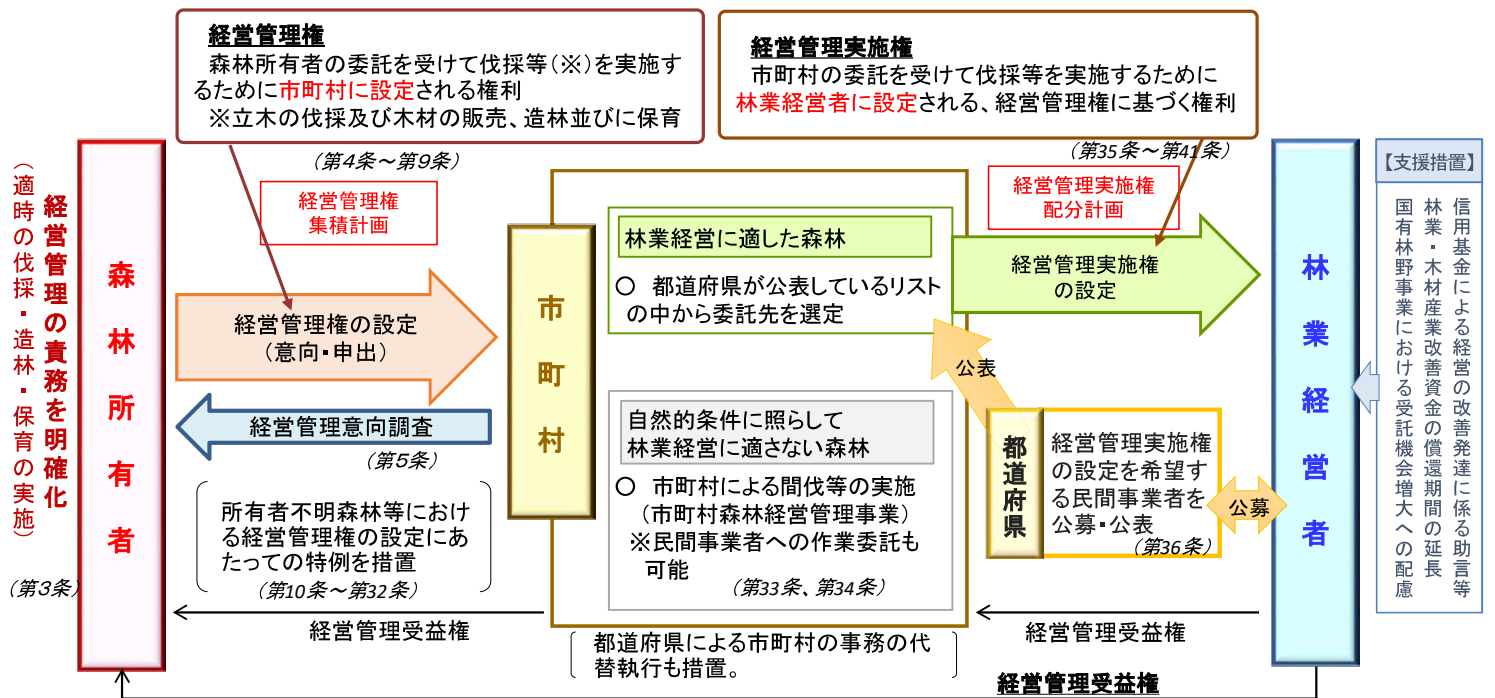 経営管理権
森林所有者の委託を受けて伐採等(※)を実施す
るために市町村に設定される権利
※立木の伐採及び木材の販売、造林並びに保育
経営管理実施権
市町村の委託を受けて伐採等を実施するために
林業経営者に設定される、経営管理権に基づく権利
(第4条~第9条)
(第35条~第41条)
経営管理権
集積計画
経営管理実施権
配分計画
経営管理の責務を明確化
(適時の伐採・造林・保育の実施)
(第3条)
森林所有者
経営管理権の設定
(意向・申出)
経営管理意向調査
(第5条)
所有者不明森林等におけ
る経営管理権の設定にあ
たっての特例を措置
(第10条~第32条)
経営管理受益権
市町村
林業経営に適した森林
○ 都道府県が公表しているリスト
の中から委託先を選定
自然的条件に照らして
林業経営に適さない森林
○ 市町村による間伐等の実施
(市町村森林経営管理事業)
※民間事業者への作業委託も
可能
(第33条、第34条)
都道府県による市町村の事務の代
替執行も措置。
経営管理実施権
の設定
公表
都道府県
経営管理実施権
の設定を希望す
る民間事業者を
公募・公表
(第36条)
公募
経営管理受益権
経営管理受益権
林業経営者
【支援措置】
信用基金による経営の改善発達に係る助言等
林業・木材産業改善資金の償還期間の延長
国有林野事業における受託機会増大への配慮